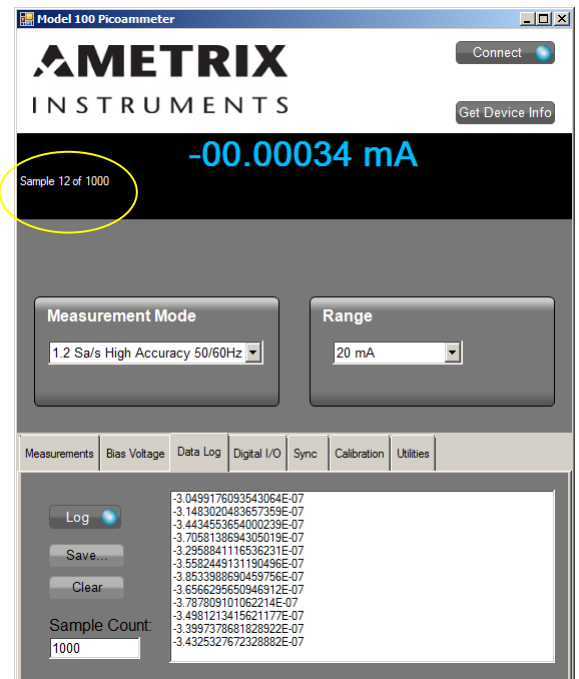 Model 100 Picoammeter
AMETRIX
INSTRUMENTS
Connect
Get Device Info
-00.00034 mA
Sample 12 of 1000
Measurement Mode
1.2 Sa/s High Accuracy 50/60Hz
Range
20 mA
Measurements Bias Voltage Data Log Digital I/O Sync Calibration Utilities
Log
Save...
Clear
Sample Count:
1000
-3.0499176093543064E-07
-3.1483020483657359E-07
-3.4434553654000239E-07
-3.7058138694305019E-07
-3.2958841116536231E-07
-3.5582449131190496E-07
-3.8533988690459756E-07
-3.6566295650946912E-07
-3.787809101062214E-07
-3.4981213415621177E-07
-3.3997378681828922E-07
-3.4325327672328882E-07